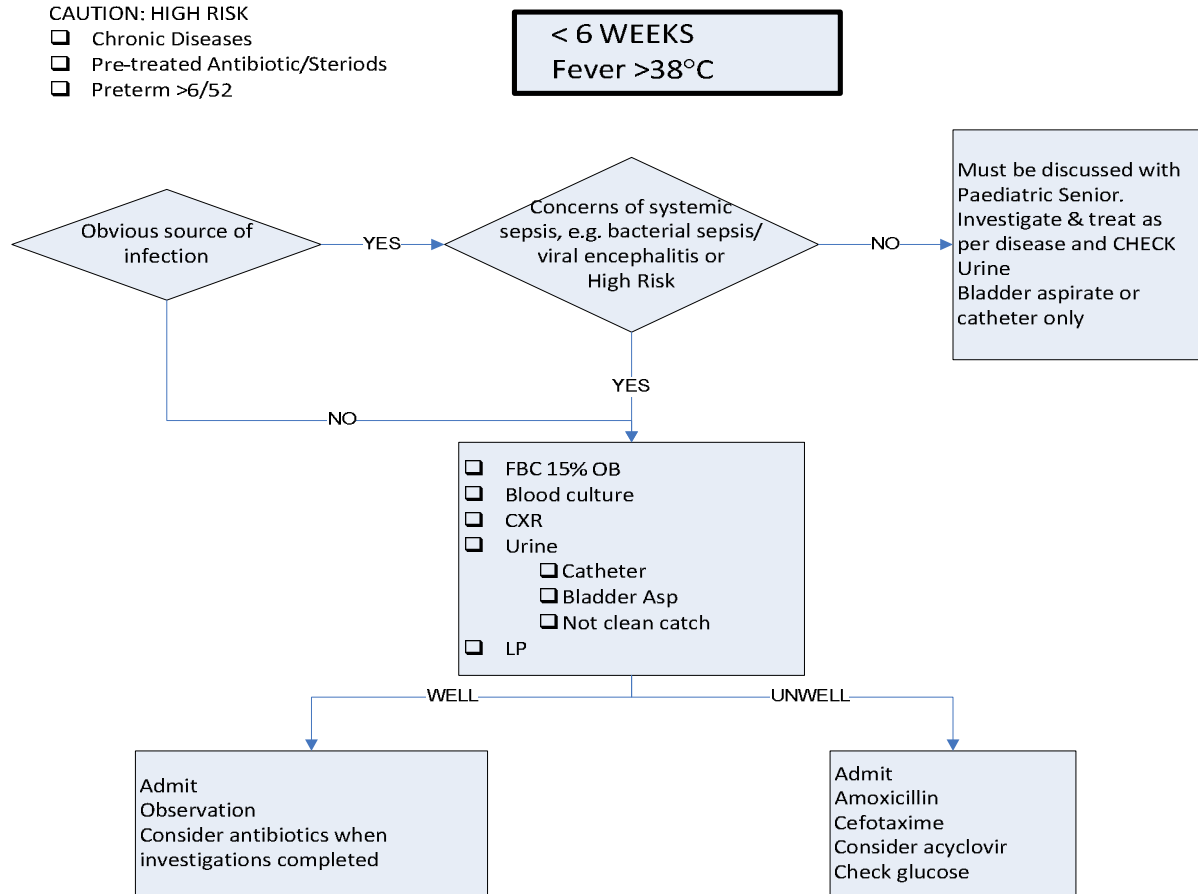 CAUTION: HIGH RISK
❑ Chronic Diseases
❑ Pre-treated Antibiotic/Steriods
❑ Preterm >6/52
< 6 WEEKS
Fever >38°C
Obvious source of
infection
YES
Concerns of systemic
sepsis, e.g. bacterial sepsis/
viral encephalitis or
High Risk
NO
Must be discussed with
Paediatric Senior.
Investigate & treat as
per disease and CHECK
Urine
Bladder aspirate or
catheter only
YES
NO
❑ FBC 15% OB
❑ Blood culture
❑ CXR
❑ Urine
❑ Catheter
❑ Bladder Asp
❑ Not clean catch
❑ LP
WELL
UNWELL
Admit
Observation
Consider antibiotics when
investigations completed
Admit
Amoxicillin
Cefotaxime
Consider acyclovir
Check glucose